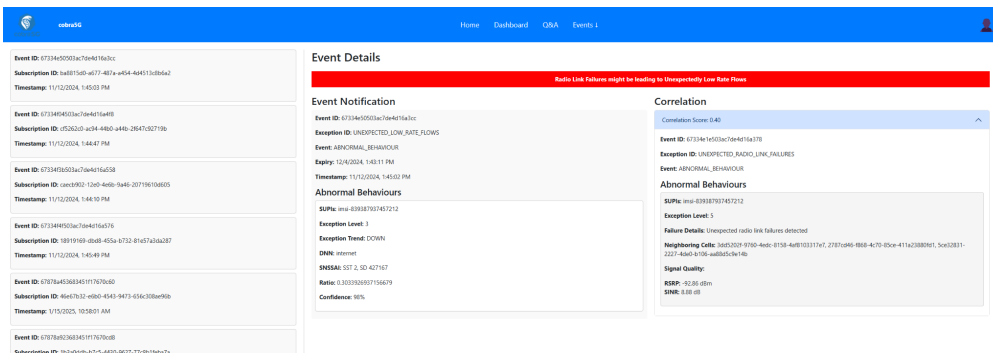 cobra5G
Home Dashboard Q&A Events ↓
Event ID: 67334e50503ac7de4d16a3cc
Subscription ID: ba8815d0-a677-487a-a454-4d4513c8b6a2
Timestamp: 11/12/2024, 1:45:03 PM
Event ID: 67334f04503ac7de4d16a4f8
Subscription ID: cf5262c0-ac94-44b0-a44b-2f647c92719b
Timestamp: 11/12/2024, 1:44:47 PM
Event ID: 67334f3b503ac7de4d16a558
Subscription ID: caecb902-12e0-4e6b-9a46-20719610d605
Timestamp: 11/12/2024, 1:44:10 PM
Event ID: 67334f4f503ac7de4d16a576
Subscription ID: 18919169-dbd8-455a-b732-81e57a3da287
Timestamp: 11/12/2024, 1:45:49 PM
Event ID: 67878a453683451f17670c60
Subscription ID: 46e67b32-e6b0-4543-9473-656c308ae96b
Timestamp: 1/15/2025, 10:58:01 AM
Event ID: 67878a923683451f17670cd8
Event Details
Radio Link Failures might be leading to Unexpectedly Low Rate Flows
Event Notification
Event ID: 67334e50503ac7de4d16a3cc
Exception ID: UNEXPECTED_LOW_RATE_FLOWS
Event: ABNORMAL_BEHAVIOUR
Expiry: 12/4/2024, 1:43:11 PM
Timestamp: 11/12/2024, 1:45:02 PM
Abnormal Behaviours
SUPIs: imsi-839387937457212
Exception Level: 3
Exception Trend: DOWN
DNN: internet
SNSSAI: SST 2, SD 427167
Ratio: 0.3033926937156679
Confidence: 98%
Correlation
Correlation Score: 0.40
Event ID: 67334e1e503ac7de4d16a378
Exception ID: UNEXPECTED_RADIO_LINK_FAILURES
Event: ABNORMAL_BEHAVIOUR
Abnormal Behaviours
SUPIs: imsi-839387937457212
Exception Level: 5
Failure Details: Unexpected radio link failures detected
Neighboring Cells: 3dd5202f-9760-4edc-8158-4af8103317e7, 2787cd46-f868-4c70-85ce-411a23880fd1, 5ce32831-
2227-4de0-b106-aa88d5c9e14b
Signal Quality:
RSRP: -92.86 dBm
SINR: 8.88 dB